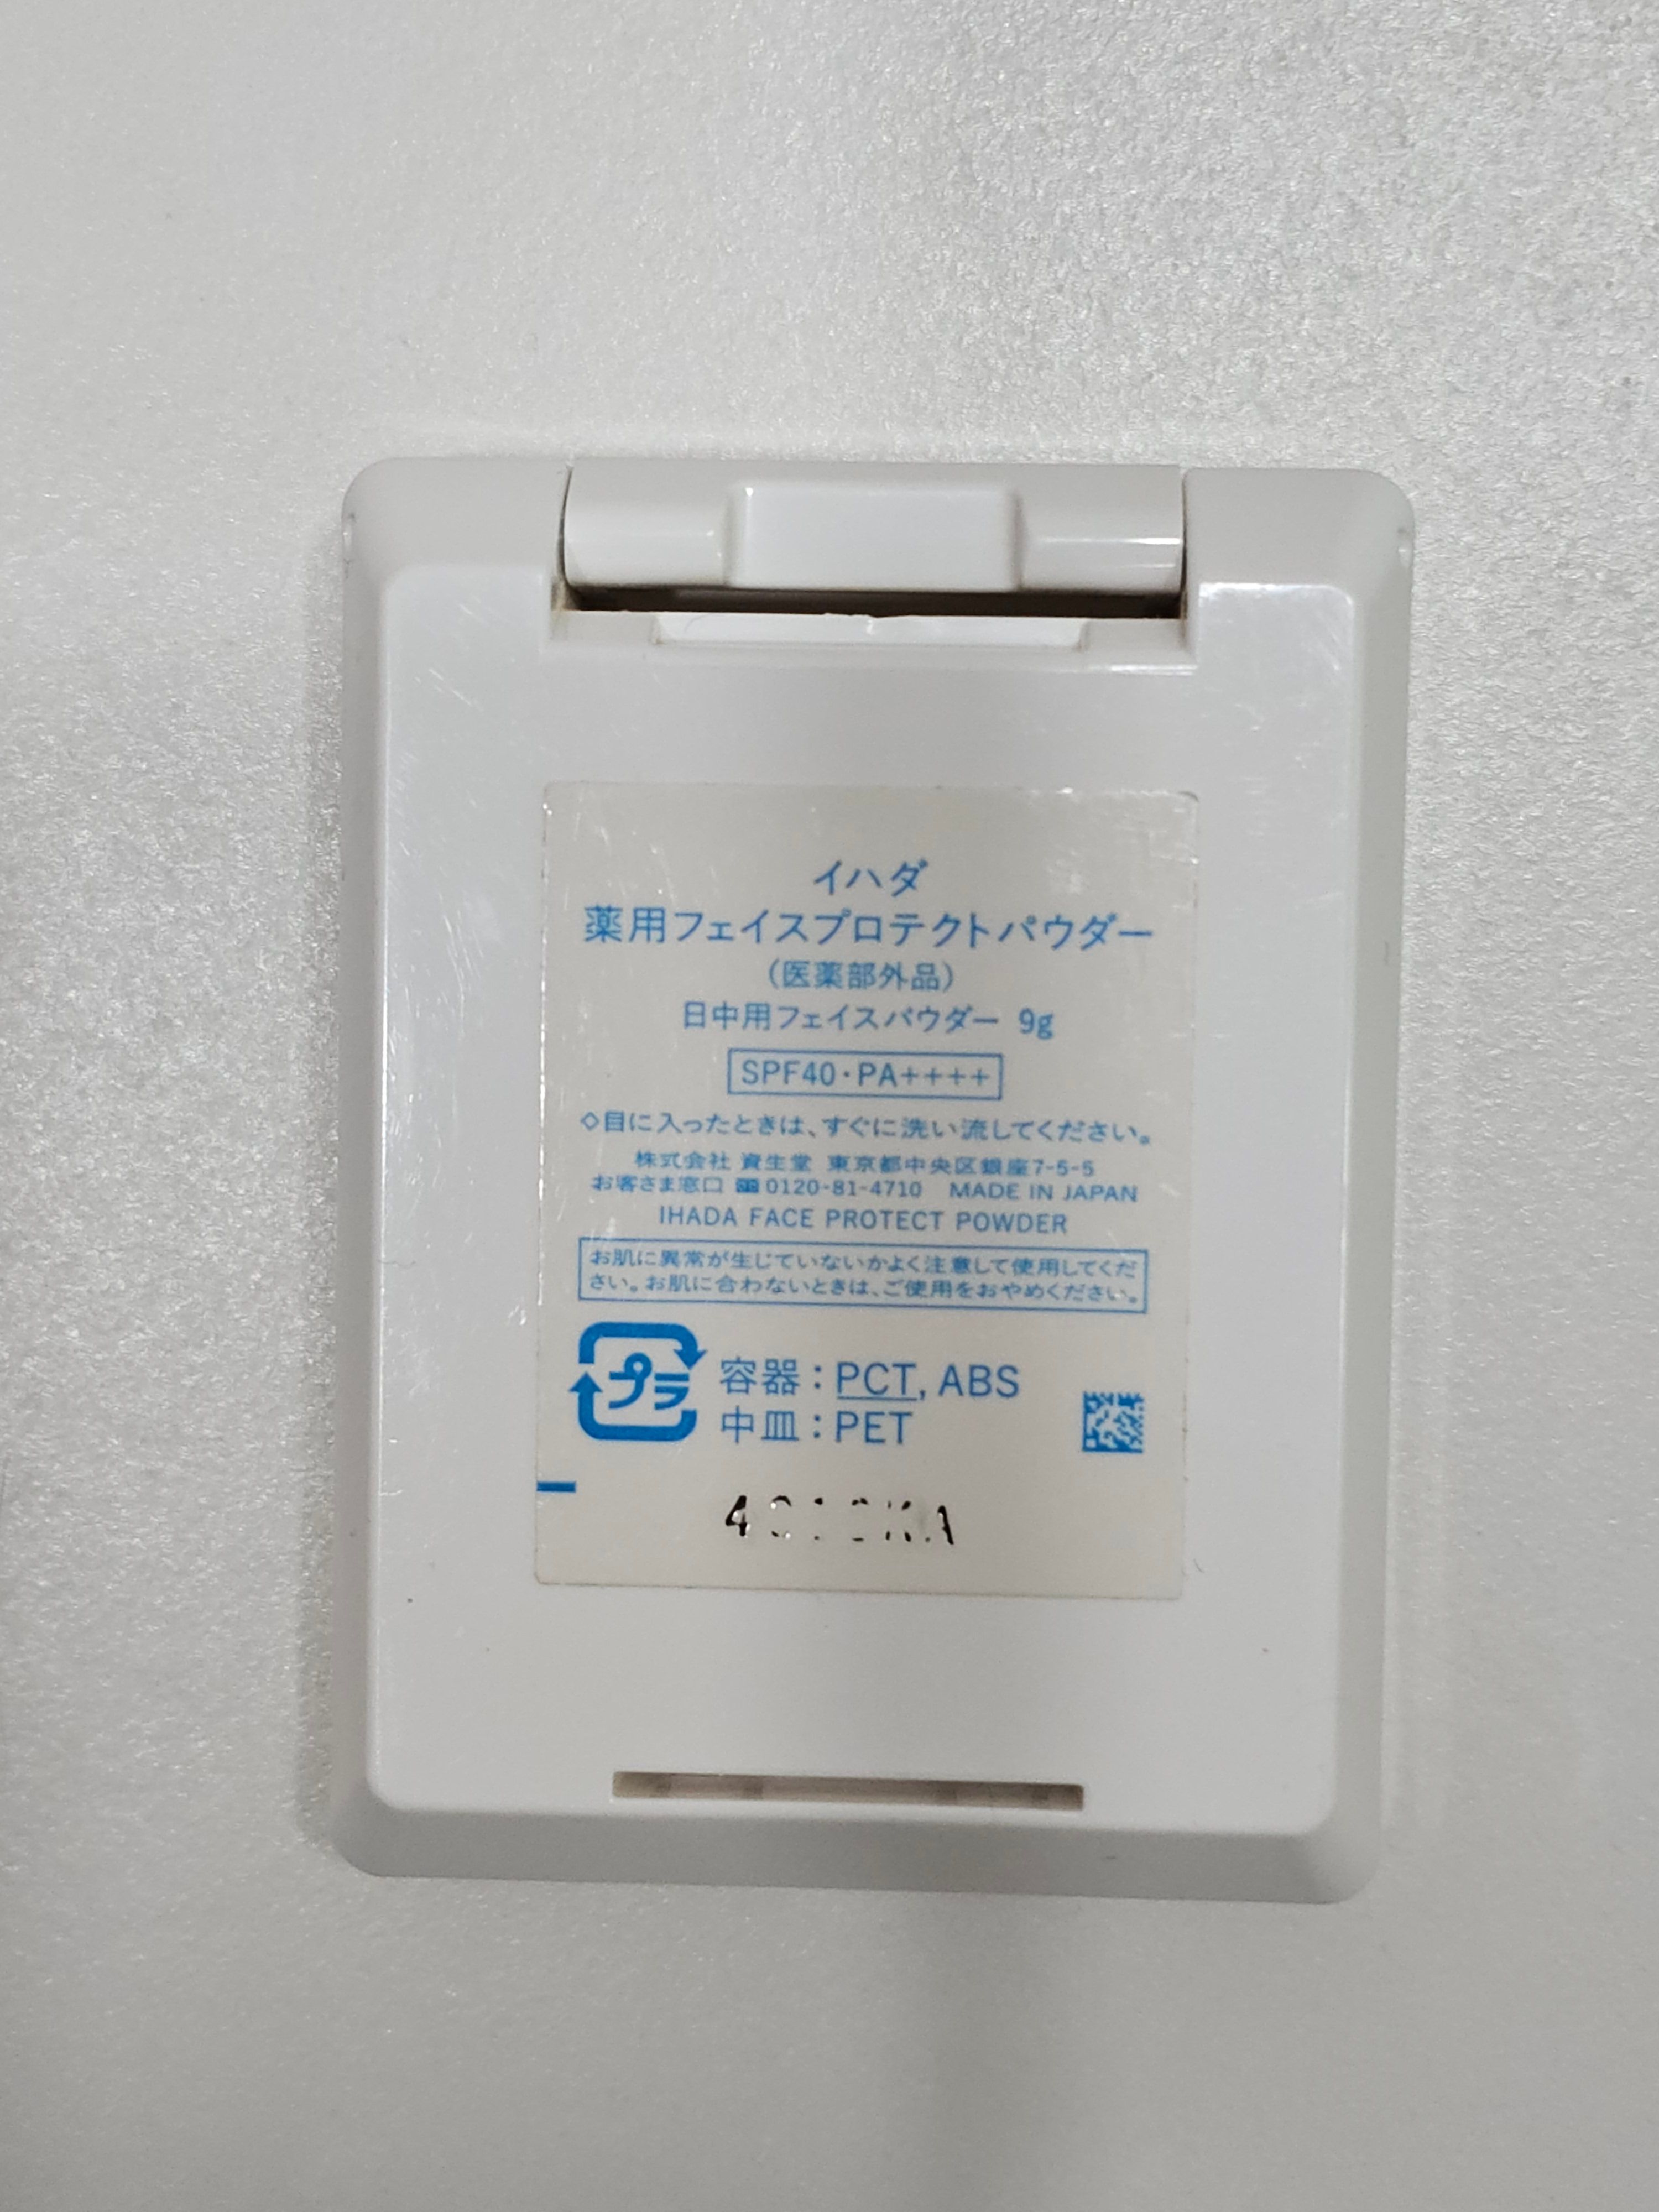 イハダ
薬用フェイスプロテクトパウダー
（医薬部外品）
日中用フェイスパウダー 9g
SPF40・PA++++
◇目に入ったときは、すぐに洗い流してください。
株式会社 資生堂 東京都中央区銀座7-5-5
お客さま窓口 0120-81-4710 MADE IN JAPAN
IHADA FACE PROTECT POWDER
お肌に異常が生じていないかよく注意して使用してくだ
さい。お肌に合わないときは、ご使用をおやめください。
プラ
容器：PCT, ABS
中皿：PET